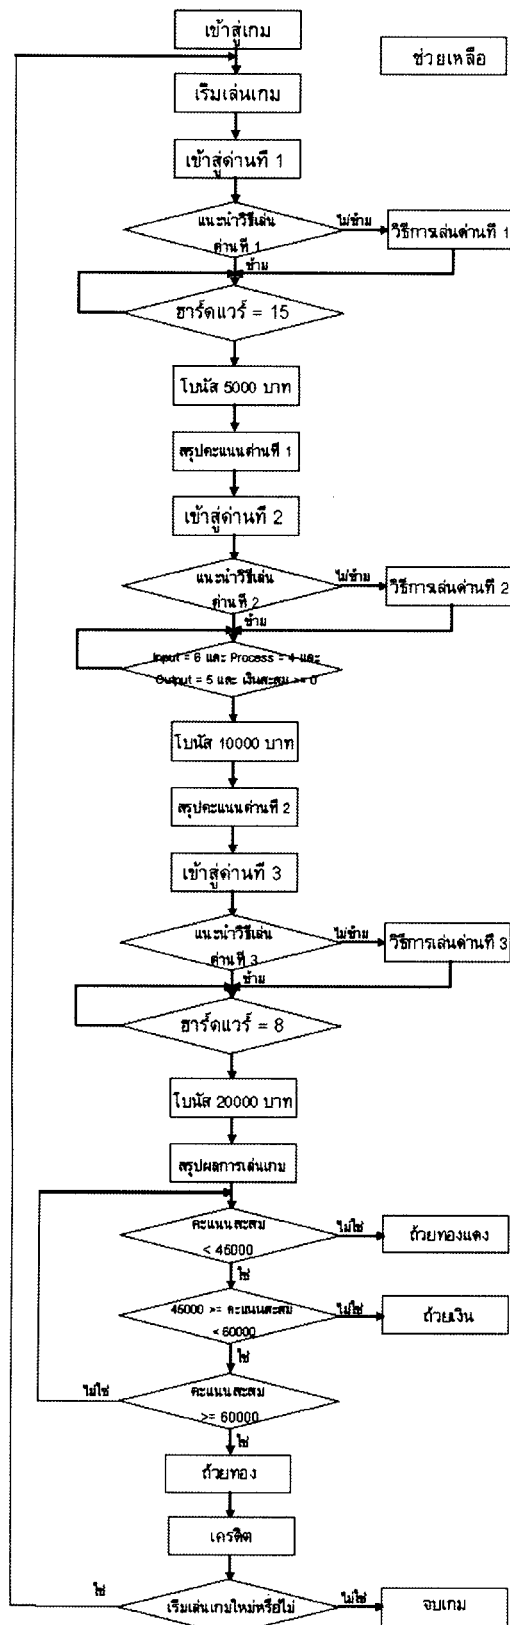 เข้าสู่เกม
ช่วยเหลือ
เริ่มเล่นเกม
เข้าสู่ด่านที่ 1
แนะนำวิธีเล่น
ด่านที่ 1
ไม่ข้าม
วิธีการเล่นด่านที่ 1
ข้าม
ฮาร์ดแวร์ = 15
โบนัส 5000 บาท
สรุปคะแนนด่านที่ 1
เข้าสู่ด่านที่ 2
แนะนำวิธีเล่น
ด่านที่ 2
ไม่ข้าม
วิธีการเล่นด่านที่ 2
ข้าม
Input = 6 และ Process = 4 และ
Output = 5 และ เงินสะสม >= 0
โบนัส 10000 บาท
สรุปคะแนนด่านที่ 2
เข้าสู่ด่านที่ 3
แนะนำวิธีเล่น
ด่านที่ 3
ไม่ข้าม
วิธีการเล่นด่านที่ 3
ข้าม
ฮาร์ดแวร์ = 8
โบนัส 20000 บาท
สรุปผลการเล่นเกม
คะแนนสะสม
< 45000
ไม่ใช่
ถ้วยทองแดง
ใช่
45000 >= คะแนนสะสม
< 60000
ไม่ใช่
ถ้วยเงิน
ใช่
ไม่ใช่
คะแนนสะสม
>= 60000
ใช่
ถ้วยทอง
เครดิต
ใช่
เริ่มเล่นเกมใหม่หรือไม่
ไม่ใช่
จบเกม